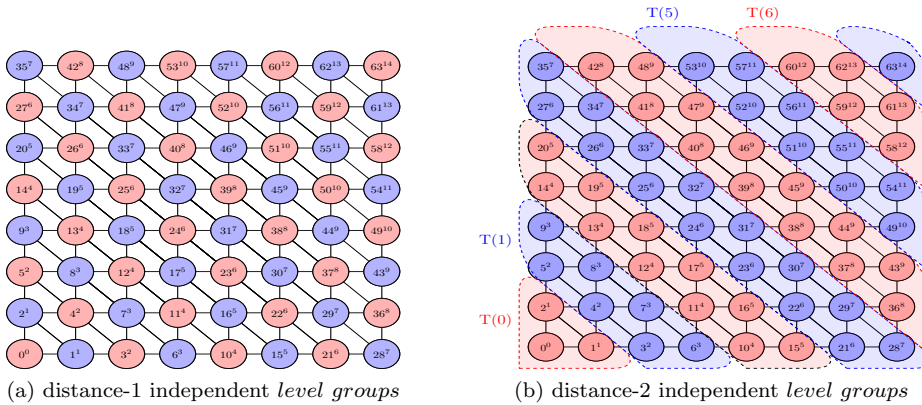 T(5) T(6)
35⁷ 42⁸ 48⁹ 53¹⁰ 57¹¹ 60¹² 62¹³ 63¹⁴ 35⁷ 42⁸ 48⁹ 53¹⁰ 57¹¹ 60¹² 62¹³ 63¹⁴
27⁶ 34⁷ 41⁸ 47⁹ 52¹⁰ 56¹¹ 59¹² 61¹³ 27⁶ 34⁷ 41⁸ 47⁹ 52¹⁰ 56¹¹ 59¹² 61¹³
20⁵ 26⁶ 33⁷ 40⁸ 46⁹ 51¹⁰ 55¹¹ 58¹² 20⁵ 26⁶ 33⁷ 40⁸ 46⁹ 51¹⁰ 55¹¹ 58¹²
14⁴ 19⁵ 25⁶ 32⁷ 39⁸ 45⁹ 50¹⁰ 54¹¹ 14⁴ 19⁵ 25⁶ 32⁷ 39⁸ 45⁹ 50¹⁰ 54¹¹
9³ 13⁴ 18⁵ 24⁶ 31⁷ 38⁸ 44⁹ 49¹⁰ T(1) 9³ 13⁴ 18⁵ 24⁶ 31⁷ 38⁸ 44⁹ 49¹⁰
5² 8³ 12⁴ 17⁵ 23⁶ 30⁷ 37⁸ 43⁹ 5² 8³ 12⁴ 17⁵ 23⁶ 30⁷ 37⁸ 43⁹
2¹ 4² 7³ 11⁴ 16⁵ 22⁶ 29⁷ 36⁸ T(0) 2¹ 4² 7³ 11⁴ 16⁵ 22⁶ 29⁷ 36⁸
0⁰ 1¹ 3² 6³ 10⁴ 15⁵ 21⁶ 28⁷ 0⁰ 1¹ 3² 6³ 10⁴ 15⁵ 21⁶ 28⁷
(a) distance-1 independent level groups (b) distance-2 independent level groups